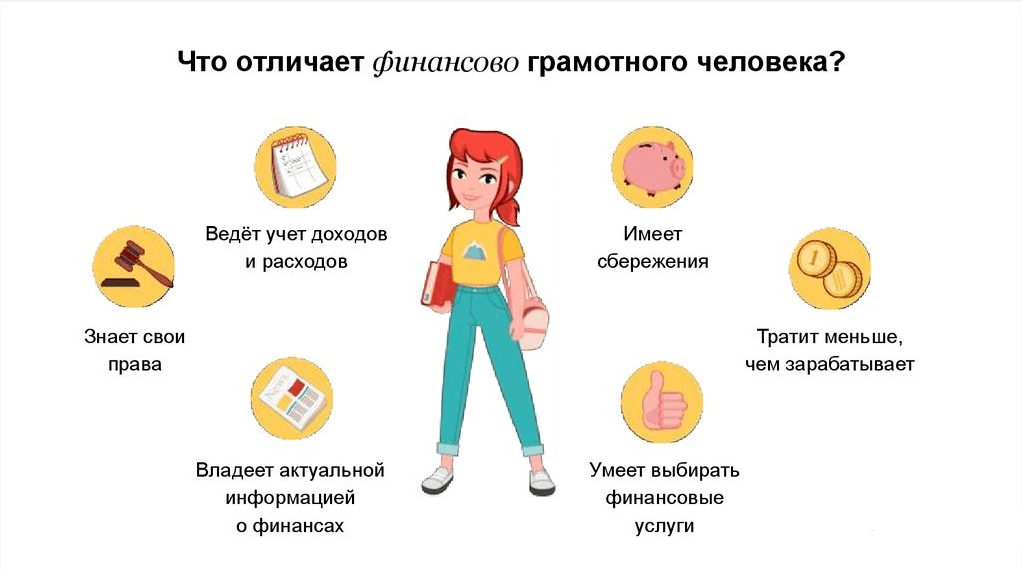 Что отличает финансово грамотного человека?
Ведёт учет доходов
и расходов
Имеет
сбережения
Знает свои
права
Тратит меньше,
чем зарабатывает
News
Владеет актуальной
информацией
о финансах
Умеет выбирать
финансовые
услуги